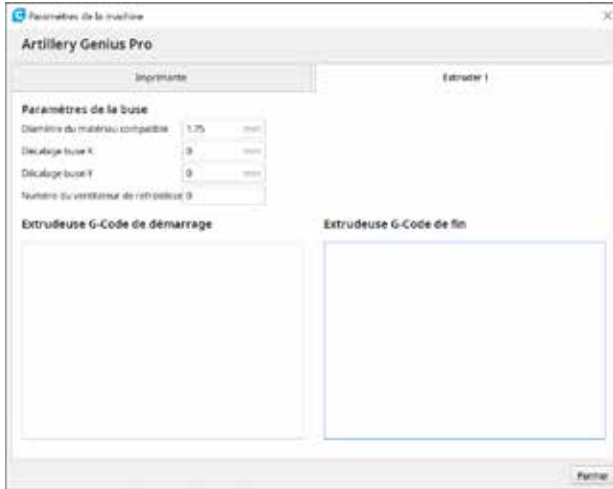 Paramètres de la machine
Artillery Genius Pro
Imprimante
Extruder 1
Paramètres de la buse
Diamètre du matériau compatible 1.75 mm
Décalage buse X 0 mm
Décalage buse Y 0 mm
Numéro du ventilateur de refroidisse 0
Extrudeuse G-Code de démarrage
Extrudeuse G-Code de fin
Fermer